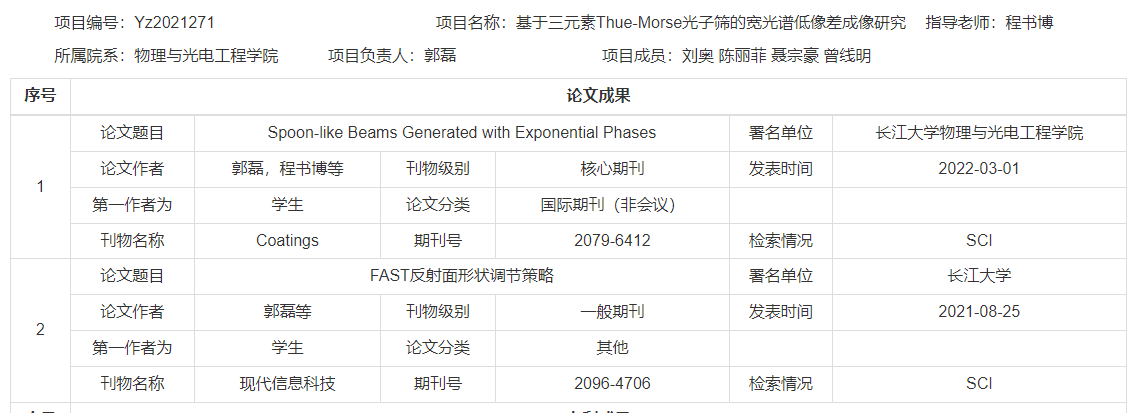 项目编号：Yz2021271 项目名称：基于三元素Thue-Morse光子筛的宽光谱低像差成像研究 指导老师：程书博
所属院系：物理与光电工程学院 项目负责人：郭磊 项目成员：刘奥 陈丽菲 聂宗豪 曾线明
序号 论文成果
1
论文题目 Spoon-like Beams Generated with Exponential Phases 署名单位 长江大学物理与光电工程学院
论文作者 郭磊，程书博等 刊物级别 核心期刊 发表时间 2022-03-01
第一作者为 学生 论文分类 国际期刊（非会议）
刊物名称 Coatings 期刊号 2079-6412 检索情况 SCI
2
论文题目 FAST反射面形状调节策略 署名单位 长江大学
论文作者 郭磊等 刊物级别 一般期刊 发表时间 2021-08-25
第一作者为 学生 论文分类 其他
刊物名称 现代信息科技 期刊号 2096-4706 检索情况 SCI